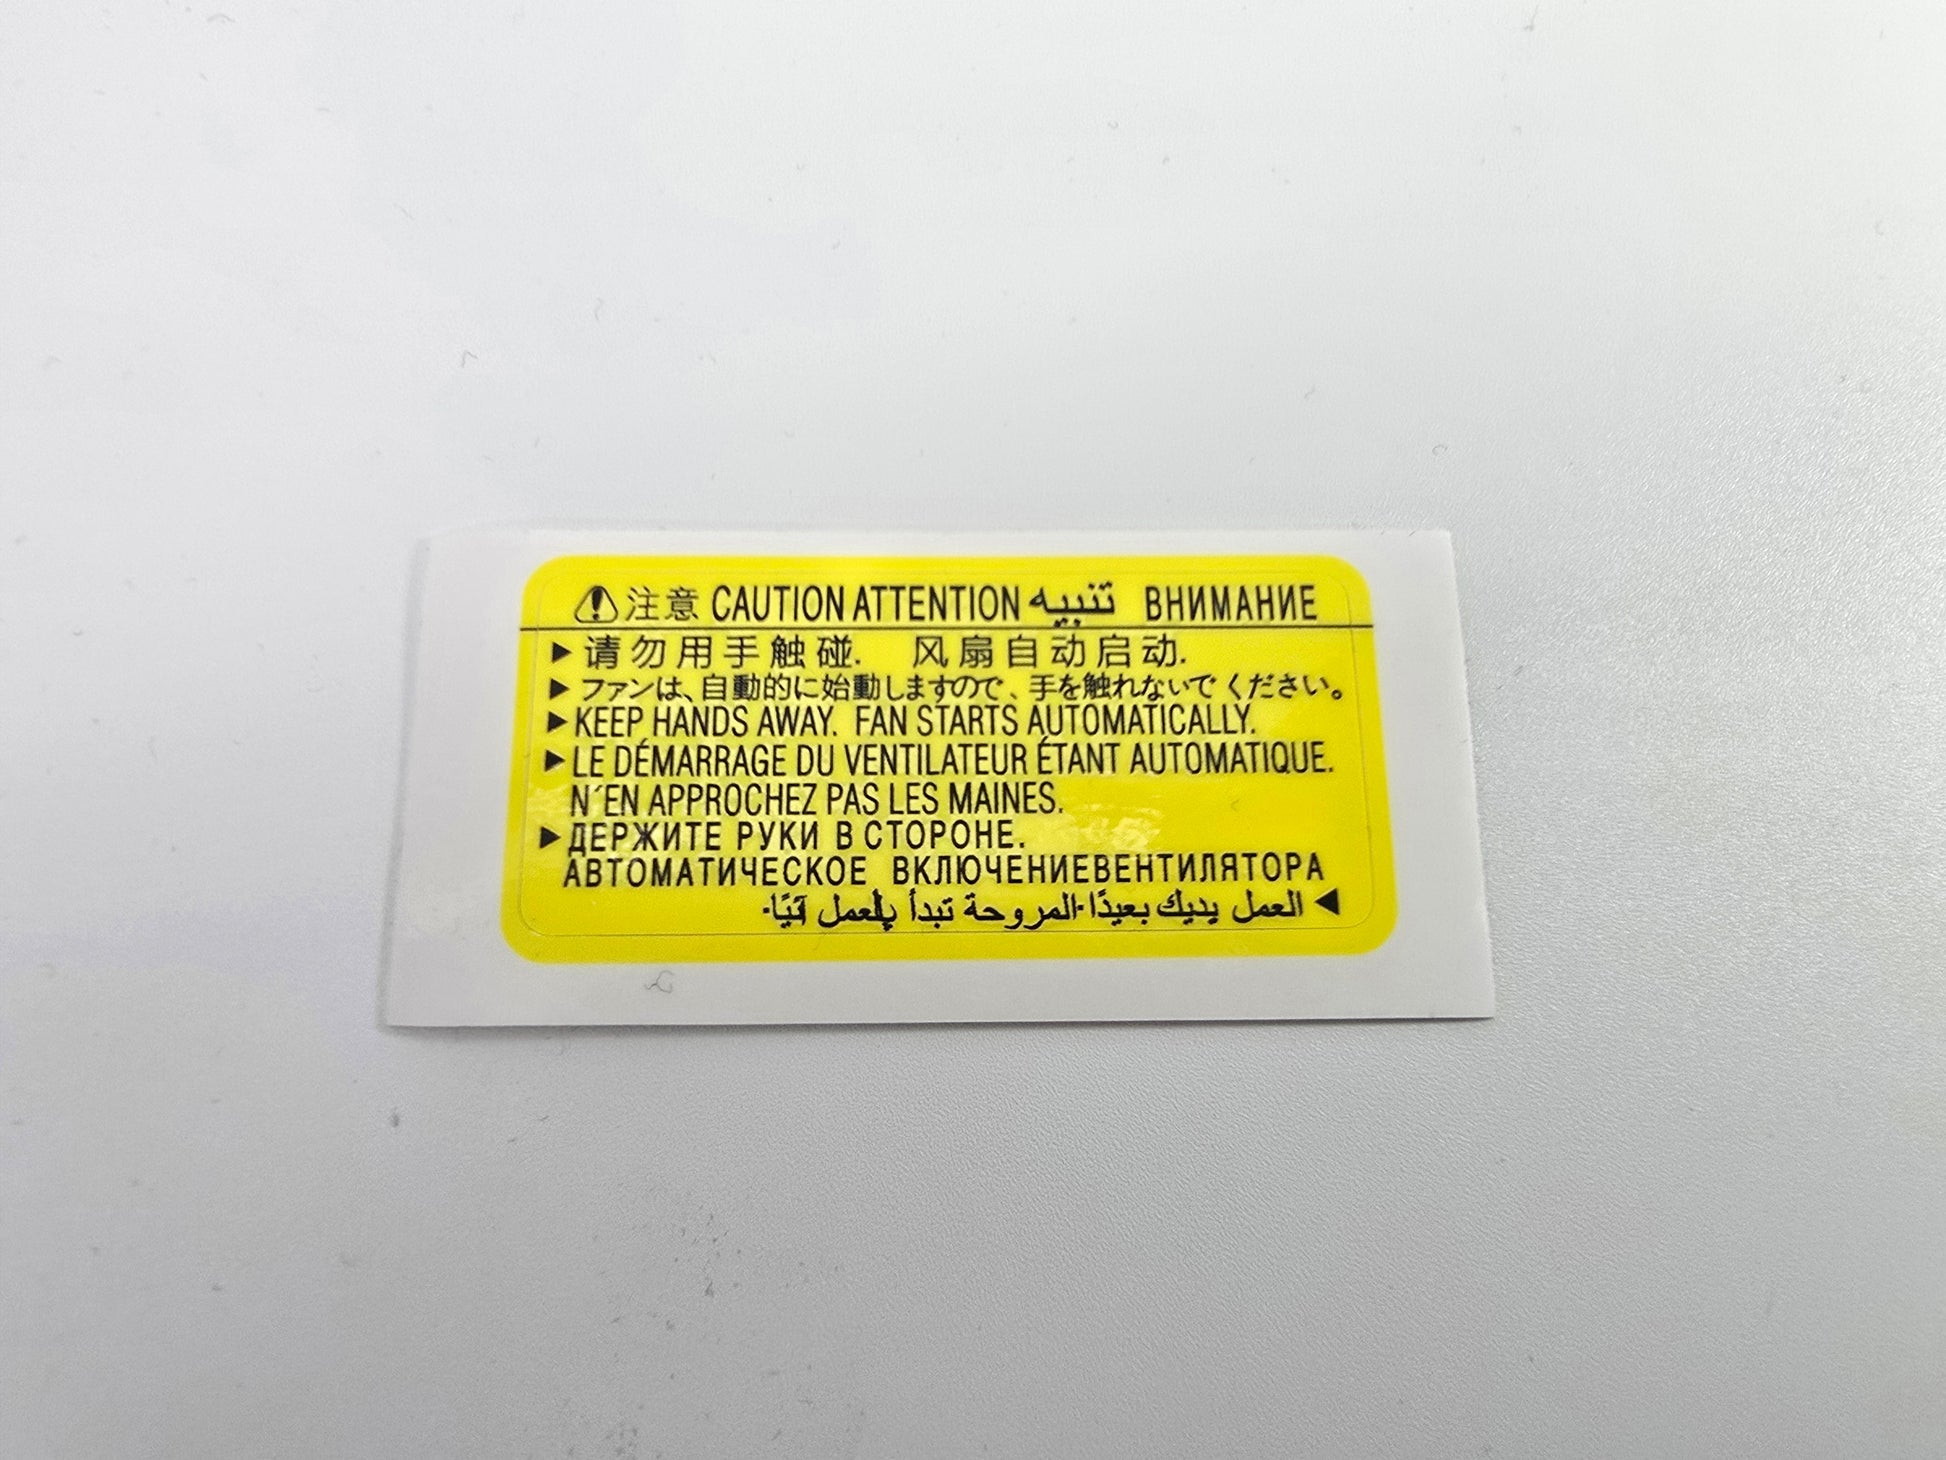 注意 CAUTION ATTENTION تنبيه ВНИМАНИЕ
▶请勿用手触碰. 风扇自动启动.
▶ファンは、自動的に始動しますので、手を触れないでください。
▶KEEP HANDS AWAY. FAN STARTS AUTOMATICALLY.
▶LE DÉMARRAGE DU VENTILATEUR ÉTANT AUTOMATIQUE.
N´EN APPROCHEZ PAS LES MAINES.
▶ДЕРЖИТЕ РУКИ В СТОРОНЕ.
АВТОМАТИЧЕСКОЕ ВКЛЮЧЕНИЕВЕНТИЛЯТОРА
◀ العمل يديك بعيدًا.المروحة تبدأ بالعمل